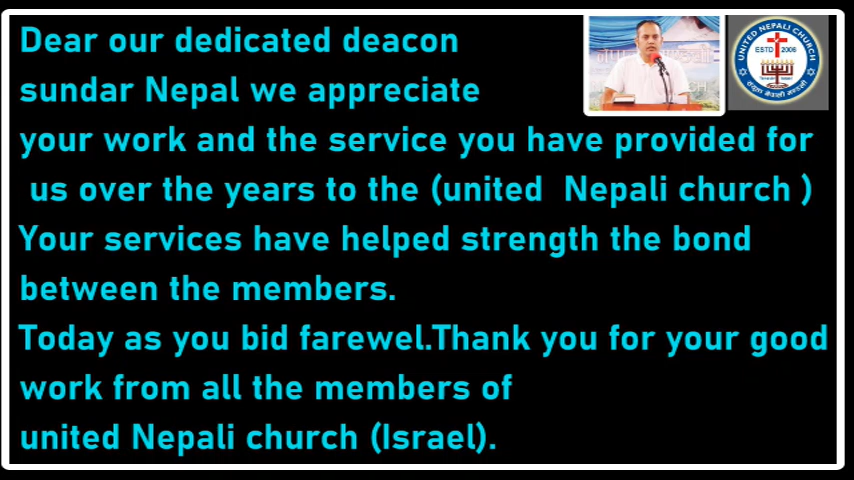 Dear our dedicated deacon
sundar Nepal we appreciate
your work and the service you have provided for
us over the years to the (united Nepali church )
Your services have helped strength the bond
between the members.
Today as you bid farewel.Thank you for your good
work from all the members of
united Nepali church (Israel).
UNITED NEPALI CHURCH
ESTD 2006